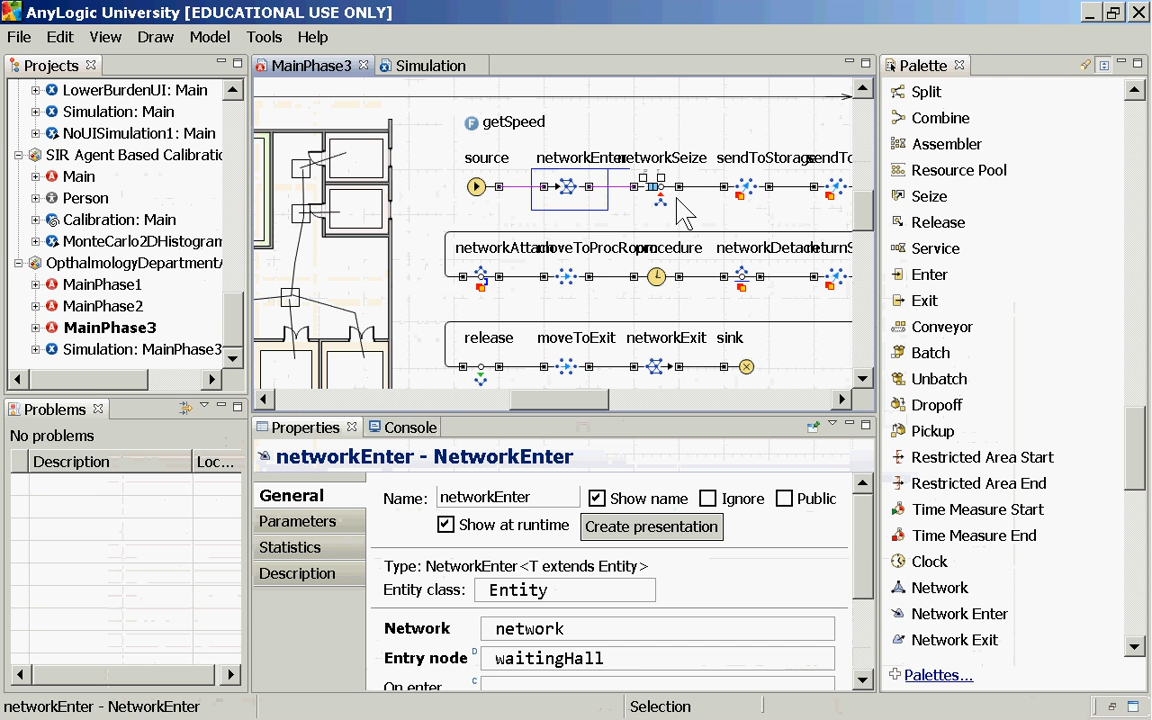 AnyLogic University [EDUCATIONAL USE ONLY]
File Edit View Draw Model Tools Help
Projects
LowerBurdenUI: Main
Simulation: Main
NoUISimulation1: Main
SIR Agent Based Calibratic
Main
Person
Calibration: Main
MonteCarlo2DHistogram
OpthalmologyDepartment
MainPhase1
MainPhase2
MainPhase3
Simulation: MainPhase3
Problems
No problems
Description Loc...
MainPhase3 Simulation
getSpeed
source networkEnter networkSeize sendToStorage sendTo
networkAttach moveToProcRoom procedure networkDetach returnS
release moveToExit networkExit sink
Properties Console
networkEnter - NetworkEnter
General
Parameters
Statistics
Description
Name: networkEnter Show name Ignore Public
Show at runtime Create presentation
Type: NetworkEnter<T extends Entity>
Entity class: Entity
Network network
Entry node D waitingHall
On enter C
Palette
Split
Combine
Assembler
Resource Pool
Seize
Release
Service
Enter
Exit
Conveyor
Batch
Unbatch
Dropoff
Pickup
Restricted Area Start
Restricted Area End
Time Measure Start
Time Measure End
Clock
Network
Network Enter
Network Exit
Palettes...
networkEnter - NetworkEnter Selection